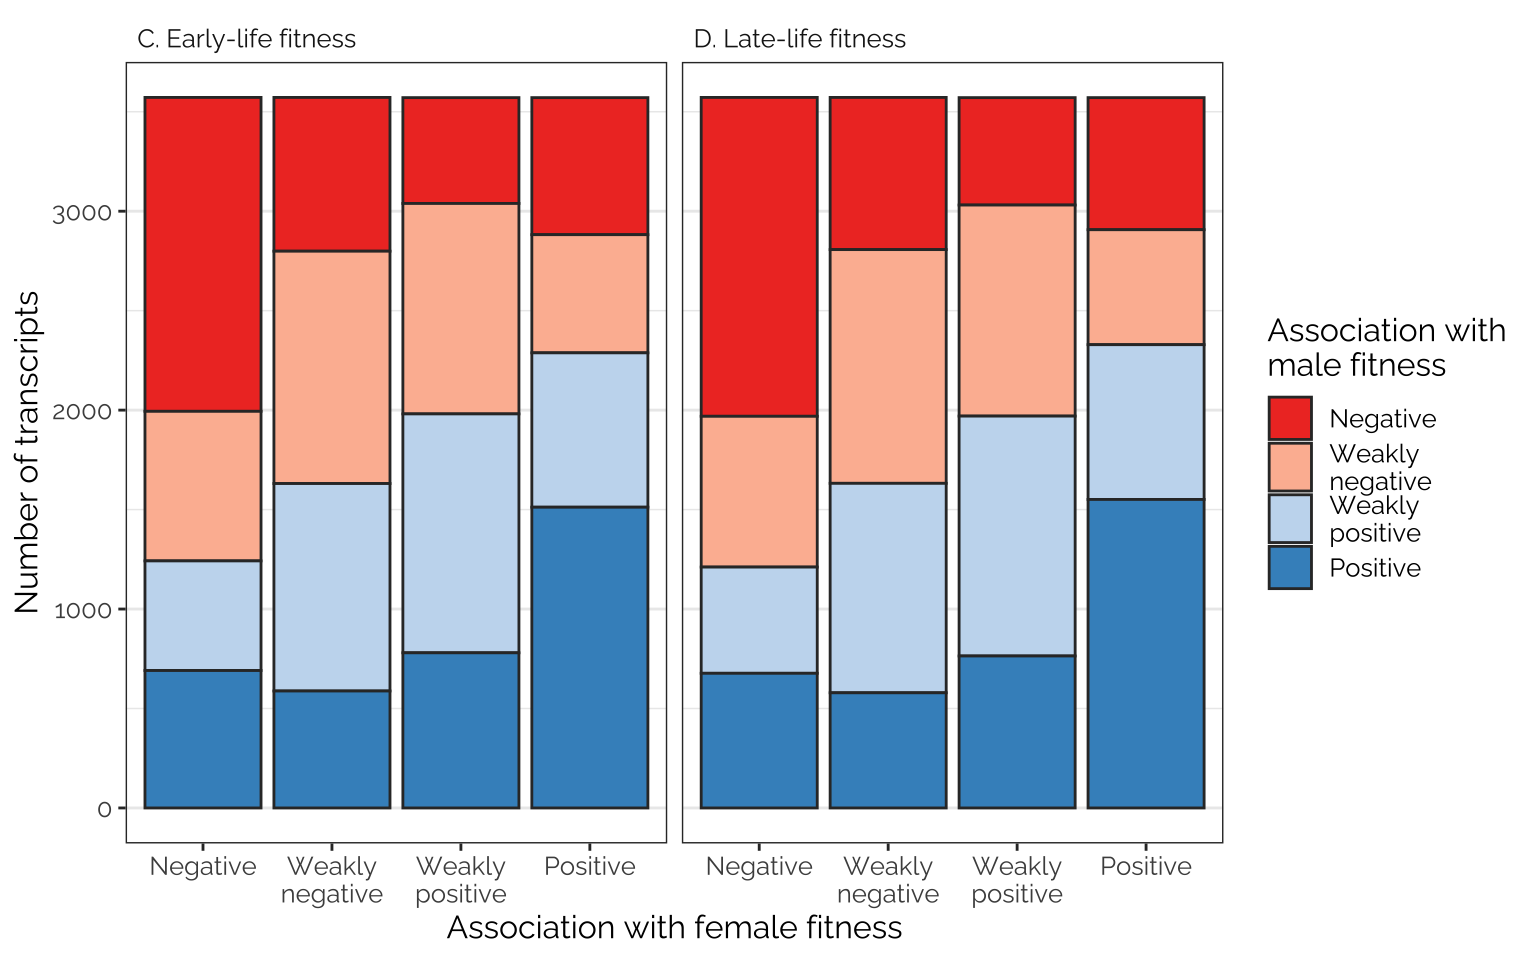 C. Early-life fitness
D. Late-life fitness
Number of transcripts
3000
2000
1000
0
Negative
Weakly
negative
Weakly
positive
Positive
Negative
Weakly
negative
Weakly
positive
Positive
Association with female fitness
Association with
male fitness
Negative
Weakly
negative
Weakly
positive
Positive